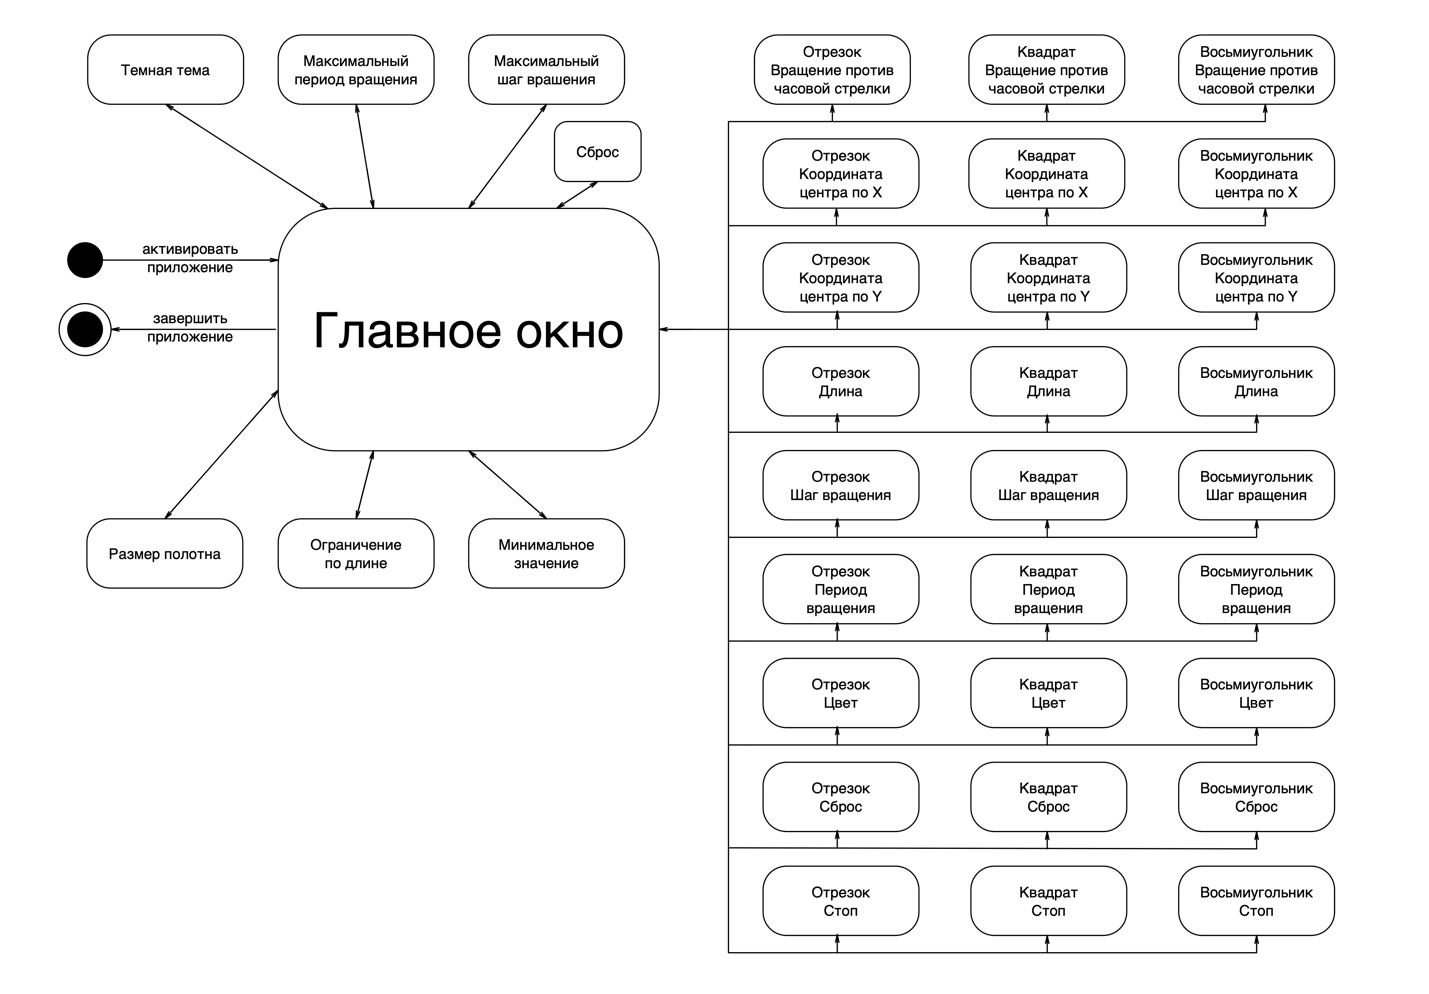 Темная тема
Максимальный
период вращения
Максимальный
шаг врашения
Сброс
активировать
приложение
завершить
приложение
Главное окно
Размер полотна
Ограничение
по длине
Минимальное
значение
Отрезок
Вращение против
часовой стрелки
Квадрат
Вращение против
часовой стрелки
Восьмиугольник
Вращение против
часовой стрелки
Отрезок
Координата
центра по X
Квадрат
Координата
центра по X
Восьмиугольник
Координата
центра по X
Отрезок
Координата
центра по Y
Квадрат
Координата
центра по Y
Восьмиугольник
Координата
центра по Y
Отрезок
Длина
Квадрат
Длина
Восьмиугольник
Длина
Отрезок
Шаг вращения
Квадрат
Шаг вращения
Восьмиугольник
Шаг вращения
Отрезок
Период
вращения
Квадрат
Период
вращения
Восьмиугольник
Период
вращения
Отрезок
Цвет
Квадрат
Цвет
Восьмиугольник
Цвет
Отрезок
Сброс
Квадрат
Сброс
Восьмиугольник
Сброс
Отрезок
Стоп
Квадрат
Стоп
Восьмиугольник
Стоп